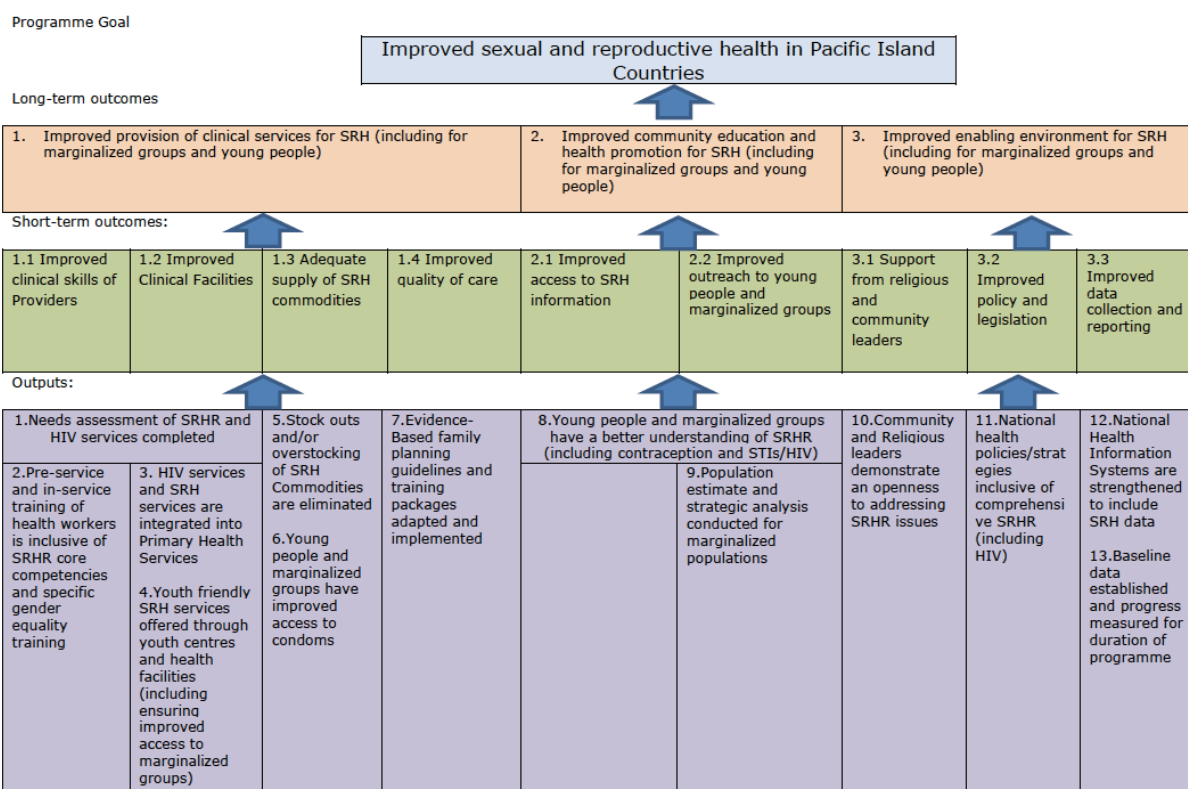 Programme Goal
Improved sexual and reproductive health in Pacific Island
Countries
Long-term outcomes
1. Improved provision of clinical services for SRH (including for
marginalized groups and young people)
2. Improved community education and
health promotion for SRH (including
for marginalized groups and young
people)
3. Improved enabling environment for SRH
(including for marginalized groups and
young people)
Short-term outcomes:
1.1 Improved
clinical skills of
Providers
1.2 Improved
Clinical Facilities
1.3 Adequate
supply of SRH
commodities
1.4 Improved
quality of care
2.1 Improved
access to SRH
information
2.2 Improved
outreach to young
people and
marginalized groups
3.1 Support
from religious
and
community
leaders
3.2
Improved
policy and
legislation
3.3
Improved
data
collection and
reporting
Outputs:
1.Needs assessment of SRHR and
HIV services completed
2.Pre-service
and in-service
training of
health workers
is inclusive of
SRHR core
competencies
and specific
gender
equality
training
3. HIV services
and SRH
services are
integrated into
Primary Health
Services
4.Youth friendly
SRH services
offered through
youth centres
and health
facilities
(including
ensuring
improved
access to
marginalized
groups)
5.Stock outs
and/or
overstocking
of SRH
Commodities
are eliminated
6.Young
people and
marginalized
groups have
improved
access to
condoms
7.Evidence-
Based family
planning
guidelines and
training
packages
adapted and
implemented
8.Young people and marginalized groups
have a better understanding of SRHR
(including contraception and STIs/HIV)
9.Population
estimate and
strategic analysis
conducted for
marginalized
populations
10.Community
and Religious
leaders
demonstrate
an openness
to addressing
SRHR issues
11.National
health
policies/strat
egies
inclusive of
comprehensi
ve SRHR
(including
HIV)
12.National
Health
Information
Systems are
strengthened
to include
SRH data
13.Baseline
data
established
and progress
measured for
duration of
programme